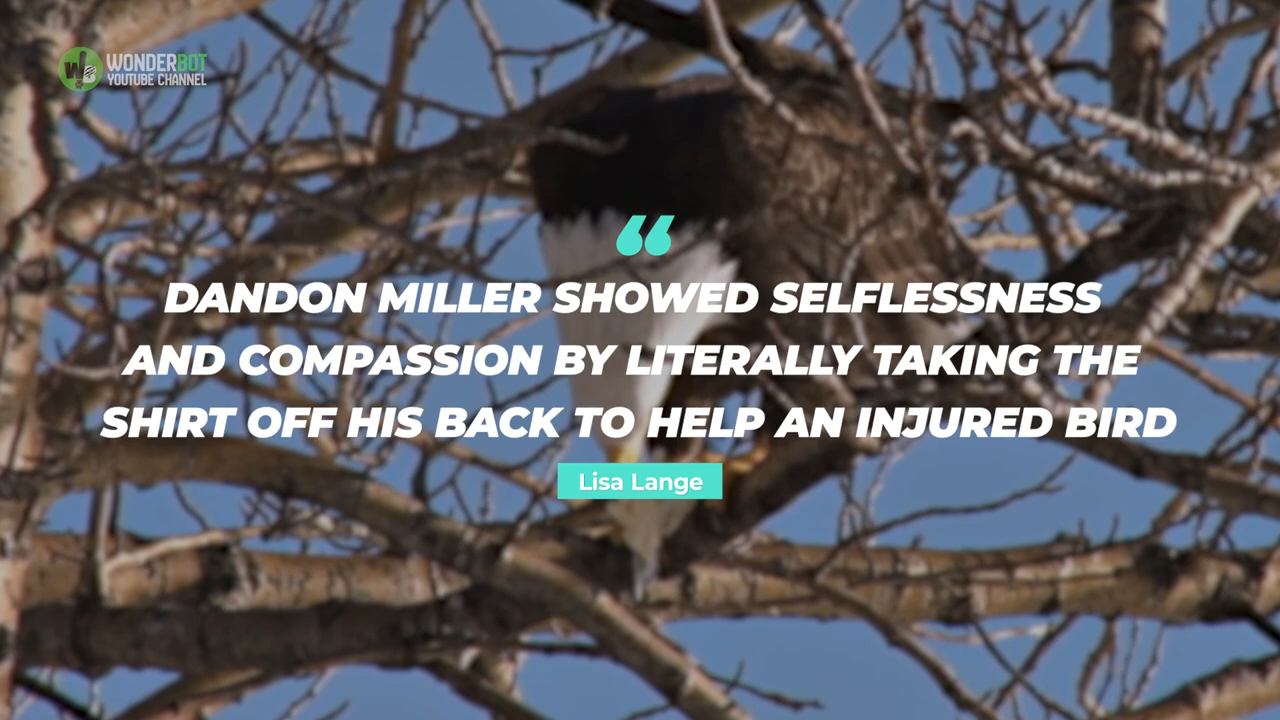 WONDERBOT
YOUTUBE CHANNEL
“
DANDON MILLER SHOWED SELFLESSNESS
AND COMPASSION BY LITERALLY TAKING THE
SHIRT OFF HIS BACK TO HELP AN INJURED BIRD
Lisa Lange